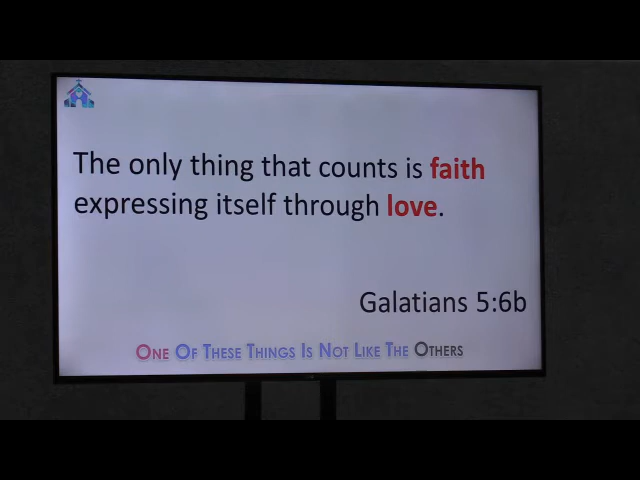 The only thing that counts is faith
expressing itself through love.
Galatians 5:6b
One Of These Things Is Not Like The Others